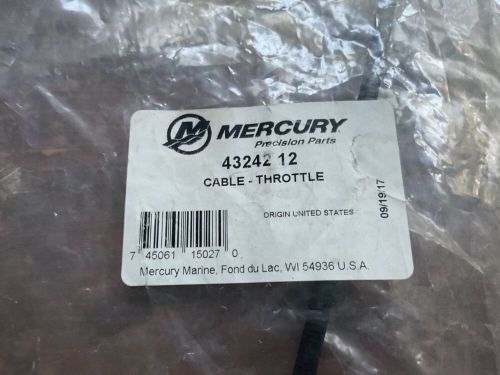 MERCURY
Precision Parts
43242 12
CABLE - THROTTLE
ORIGIN UNITED STATES
09/19/17
7 45061 15027 0
Mercury Marine, Fond du Lac, WI 54936 U.S.A.